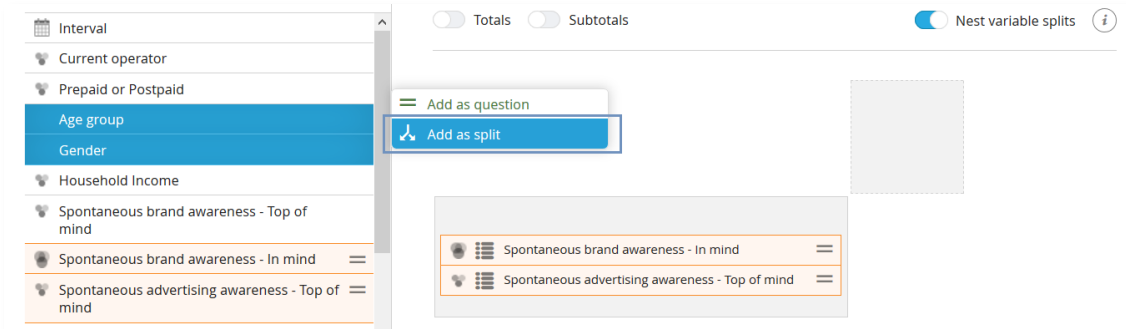 Totals
Subtotals
Nest variable splits
i
Interval
Current operator
Prepaid or Postpaid
Age group
Gender
Household Income
Spontaneous brand awareness - Top of
mind
Spontaneous brand awareness - In mind
Spontaneous advertising awareness - Top of
mind
Add as question
Add as split
Spontaneous brand awareness - In mind
Spontaneous advertising awareness - Top of mind